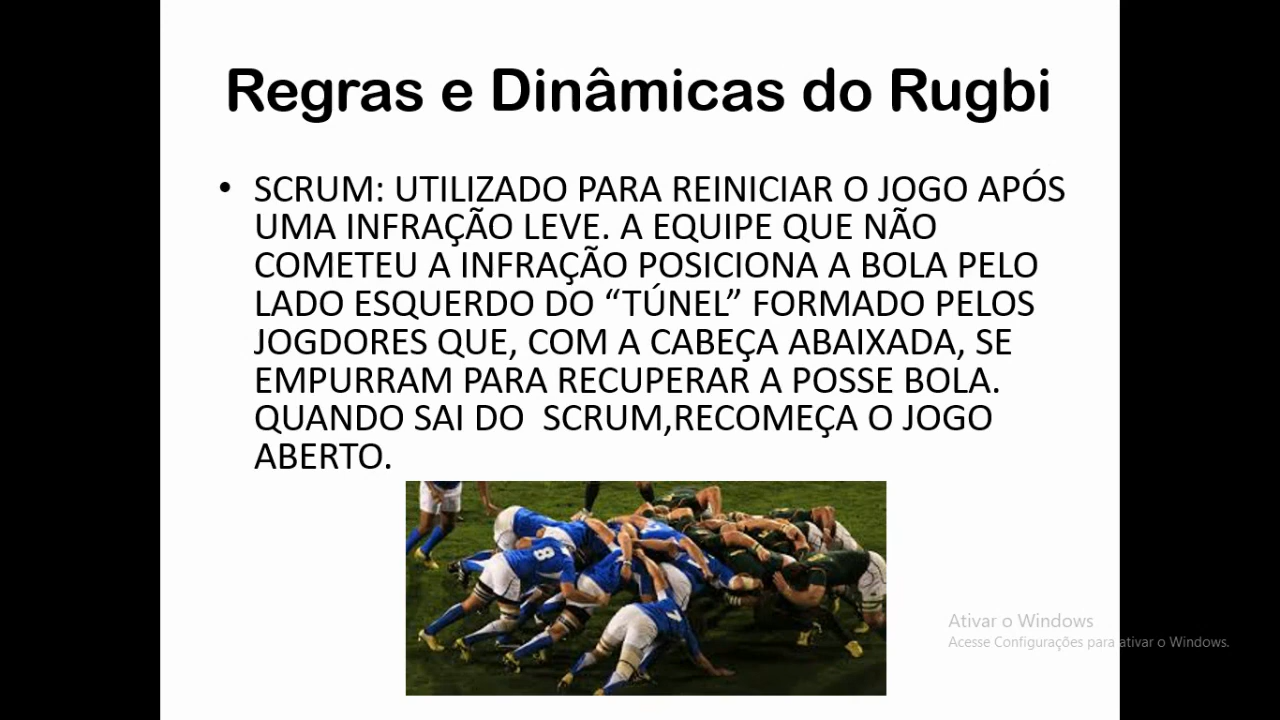 Regras e Dinâmicas do Rugbi
• SCRUM: UTILIZADO PARA REINICIAR O JOGO APÓS
UMA INFRAÇÃO LEVE. A EQUIPE QUE NÃO
COMETEU A INFRAÇÃO POSICIONA A BOLA PELO
LADO ESQUERDO DO “TÚNEL” FORMADO PELOS
JOGDORES QUE, COM A CABEÇA ABAIXADA, SE
EMPURRAM PARA RECUPERAR A POSSE BOLA.
QUANDO SAI DO  SCRUM,RECOMEÇA O JOGO
ABERTO.
8
7
Ativar o Windows
Acesse Configurações para ativar o Windows.